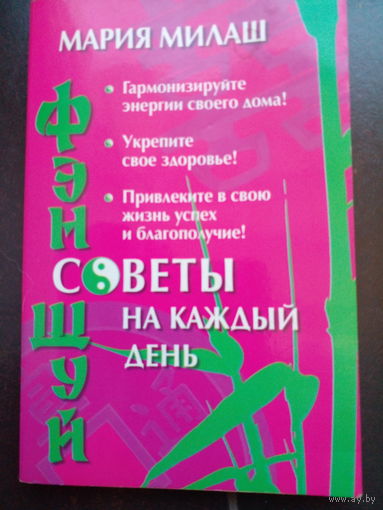 МАРИЯ МИЛАШ
• Гармонизируйте
энергии своего дома!
• Укрепите
свое здоровье!
• Привлеките в свою
жизнь успех
и благополучие!
ФЭН ШУЙ
СОВЕТЫ
НА КАЖДЫЙ
ДЕНЬ
www.ay.by